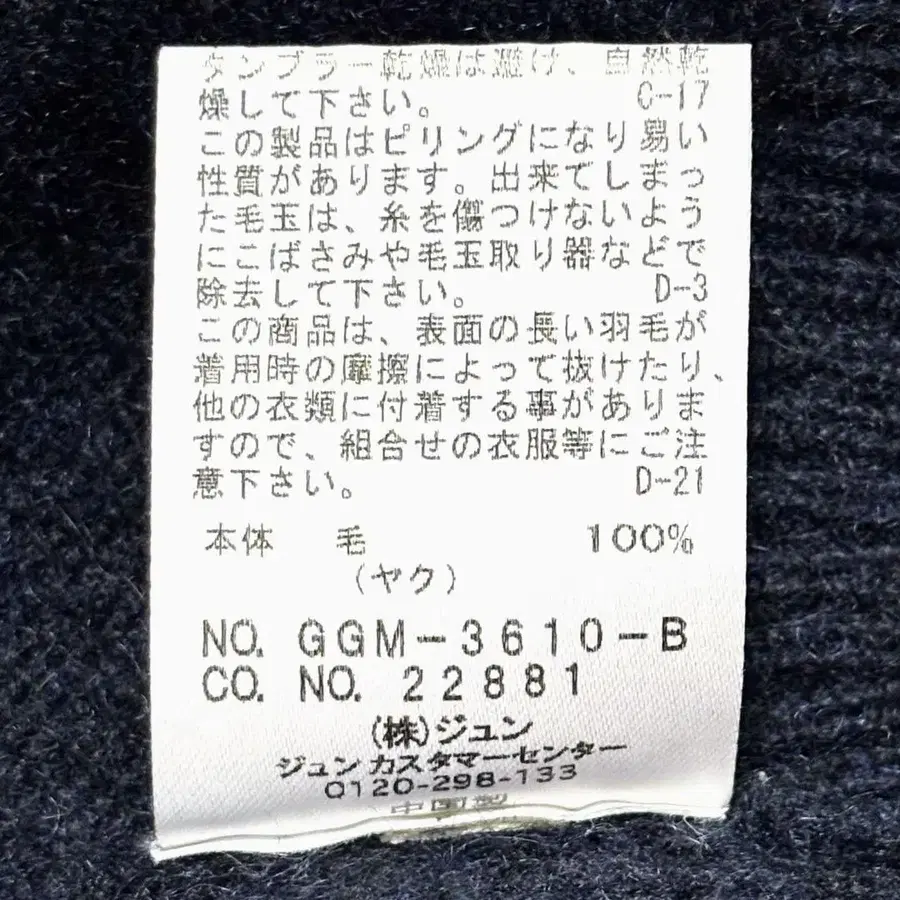 タンブラー乾燥は避け、自然乾
燥して下さい。 C-17
この製品はピリングになり易い
性質があります。出来てしまっ
た毛玉は、糸を傷つけないよう
にこばさみや毛玉取り器などで
除去して下さい。 D-3
この商品は、表面の長い羽毛が
着用時の摩擦によって抜けたり、
他の衣類に付着する事がありま
すので、組合せの衣服等にご注
意下さい。 D-21
本体 毛 100%
(ヤク)
NO. GGM-3610-B
CO. NO. 22881
(株)ジュン
ジュン カスタマーセンター
0120-298-133
中国製